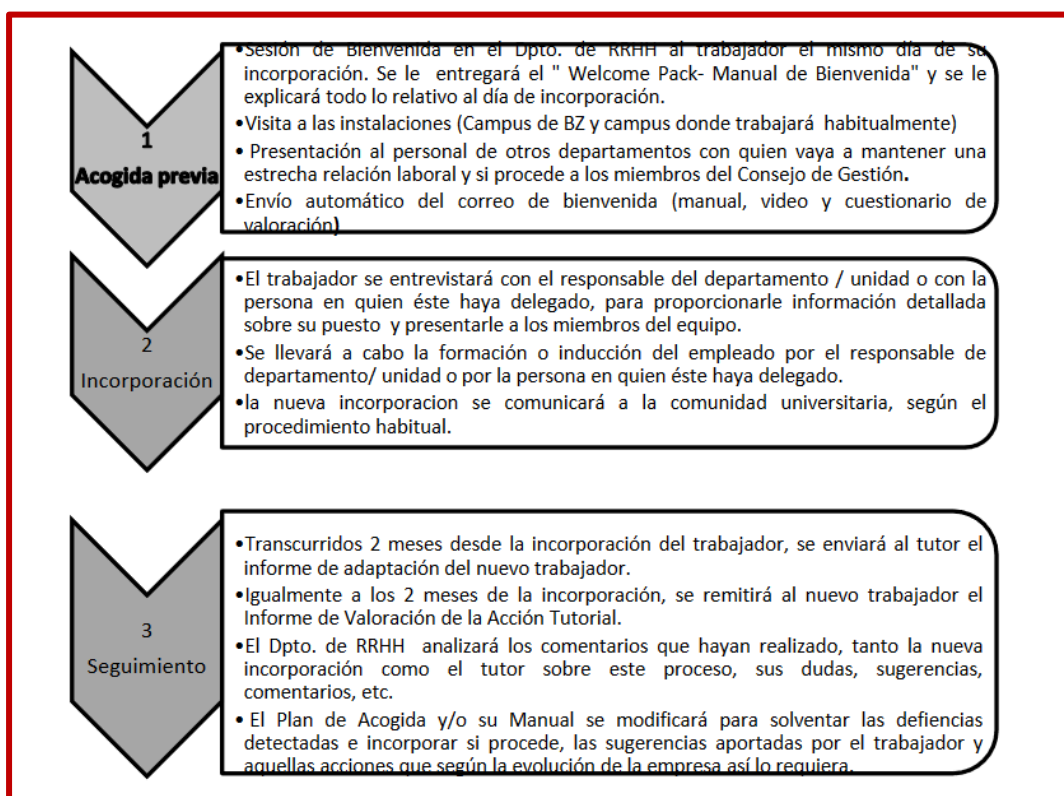 1
Acogida previa
•Sesión de Bienvenida en el Dpto. de RRHH al trabajador el mismo día de su
incorporación. Se le entregará el " Welcome Pack- Manual de Bienvenida" y se le
explicará todo lo relativo al día de incorporación.
•Visita a las instalaciones (Campus de BZ y campus donde trabajará habitualmente)
• Presentación al personal de otros departamentos con quien vaya a mantener una
estrecha relación laboral y si procede a los miembros del Consejo de Gestión.
•Envío automático del correo de bienvenida (manual, video y cuestionario de
valoración)
2
Incorporación
•El trabajador se entrevistará con el responsable del departamento / unidad o con la
persona en quien éste haya delegado, para proporcionarle información detallada
sobre su puesto y presentarle a los miembros del equipo.
•Se llevará a cabo la formación o inducción del empleado por el responsable de
departamento/ unidad o por la persona en quien éste haya delegado.
•la nueva incorporacion se comunicará a la comunidad universitaria, según el
procedimiento habitual.
3
Seguimiento
•Transcurridos 2 meses desde la incorporación del trabajador, se enviará al tutor el
informe de adaptación del nuevo trabajador.
•Igualmente a los 2 meses de la incorporación, se remitirá al nuevo trabajador el
Informe de Valoración de la Acción Tutorial.
•El Dpto. de RRHH analizará los comentarios que hayan realizado, tanto la nueva
incorporación como el tutor sobre este proceso, sus dudas, sugerencias,
comentarios, etc.
• El Plan de Acogida y/o su Manual se modificará para solventar las defiencias
detectadas e incorporar si procede, las sugerencias aportadas por el trabajador y
aquellas acciones que según la evolución de la empresa así lo requiera.